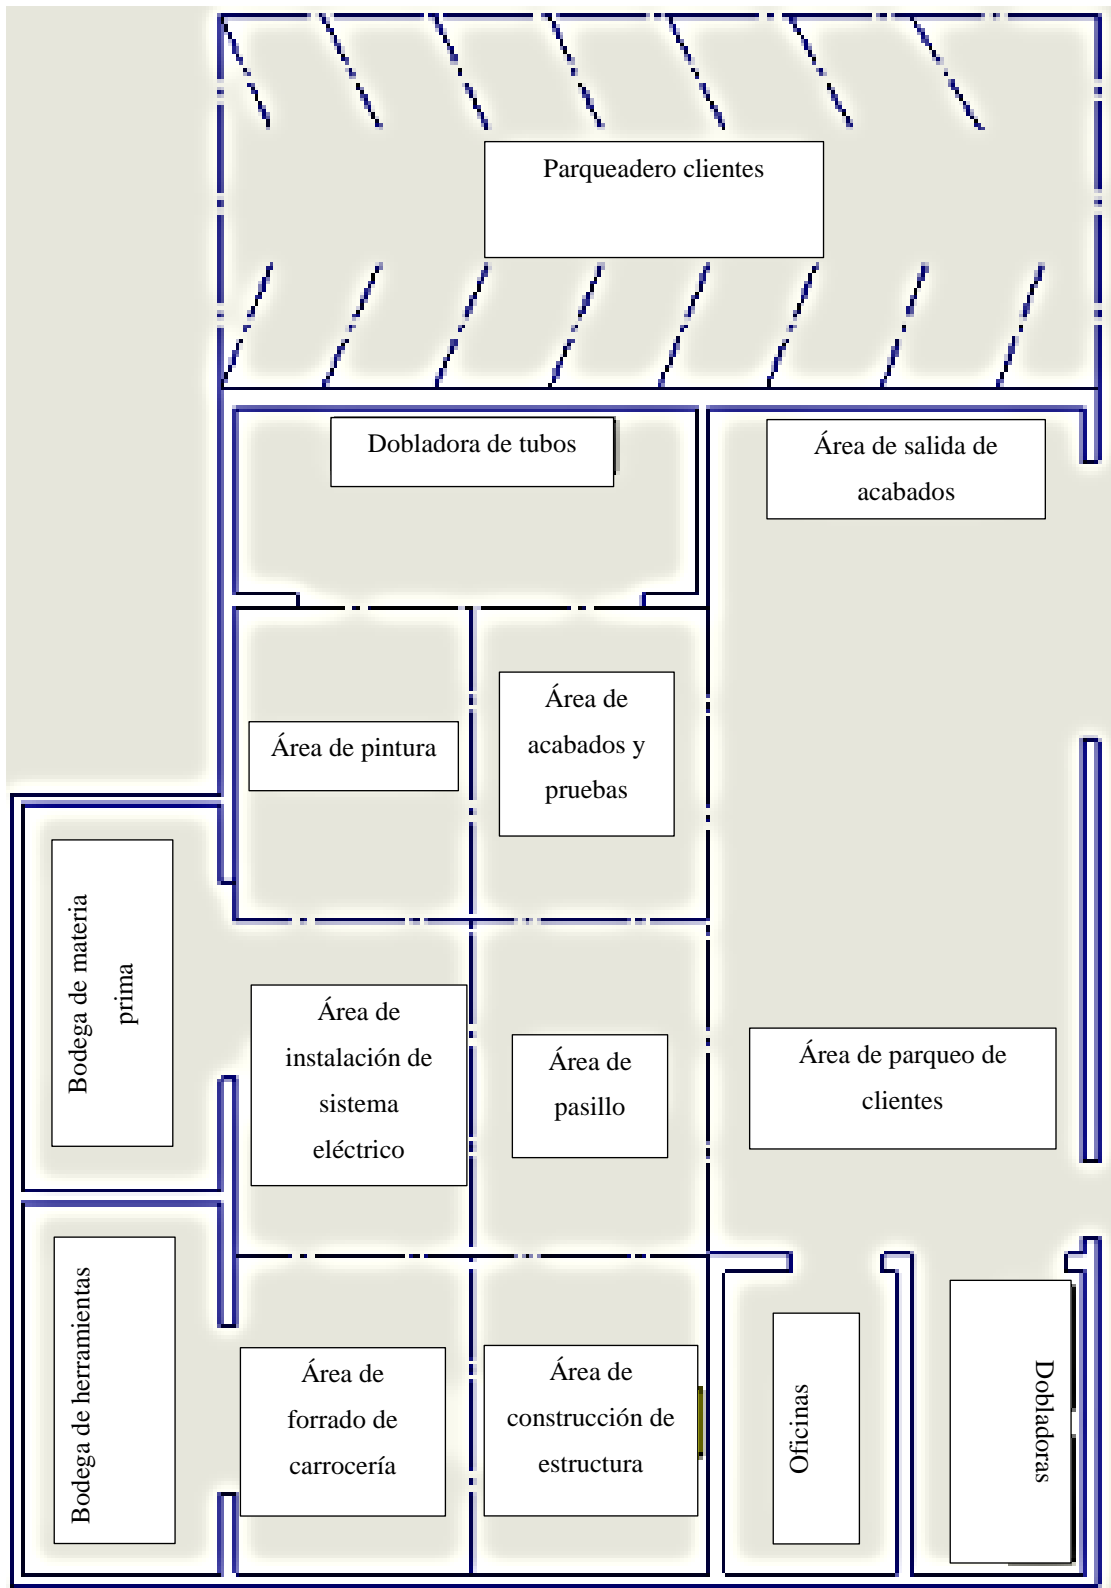 Parqueadero clientes
Dobladora de tubos
Área de salida de
acabados
Área de pintura
Área de
acabados y
pruebas
Bodega de materia
prima
Área de
instalación de
sistema
eléctrico
Área de
pasillo
Área de parqueo de
clientes
Bodega de herramientas
Área de
forrado de
carrocería
Área de
construcción de
estructura
Oficinas
Dobladoras